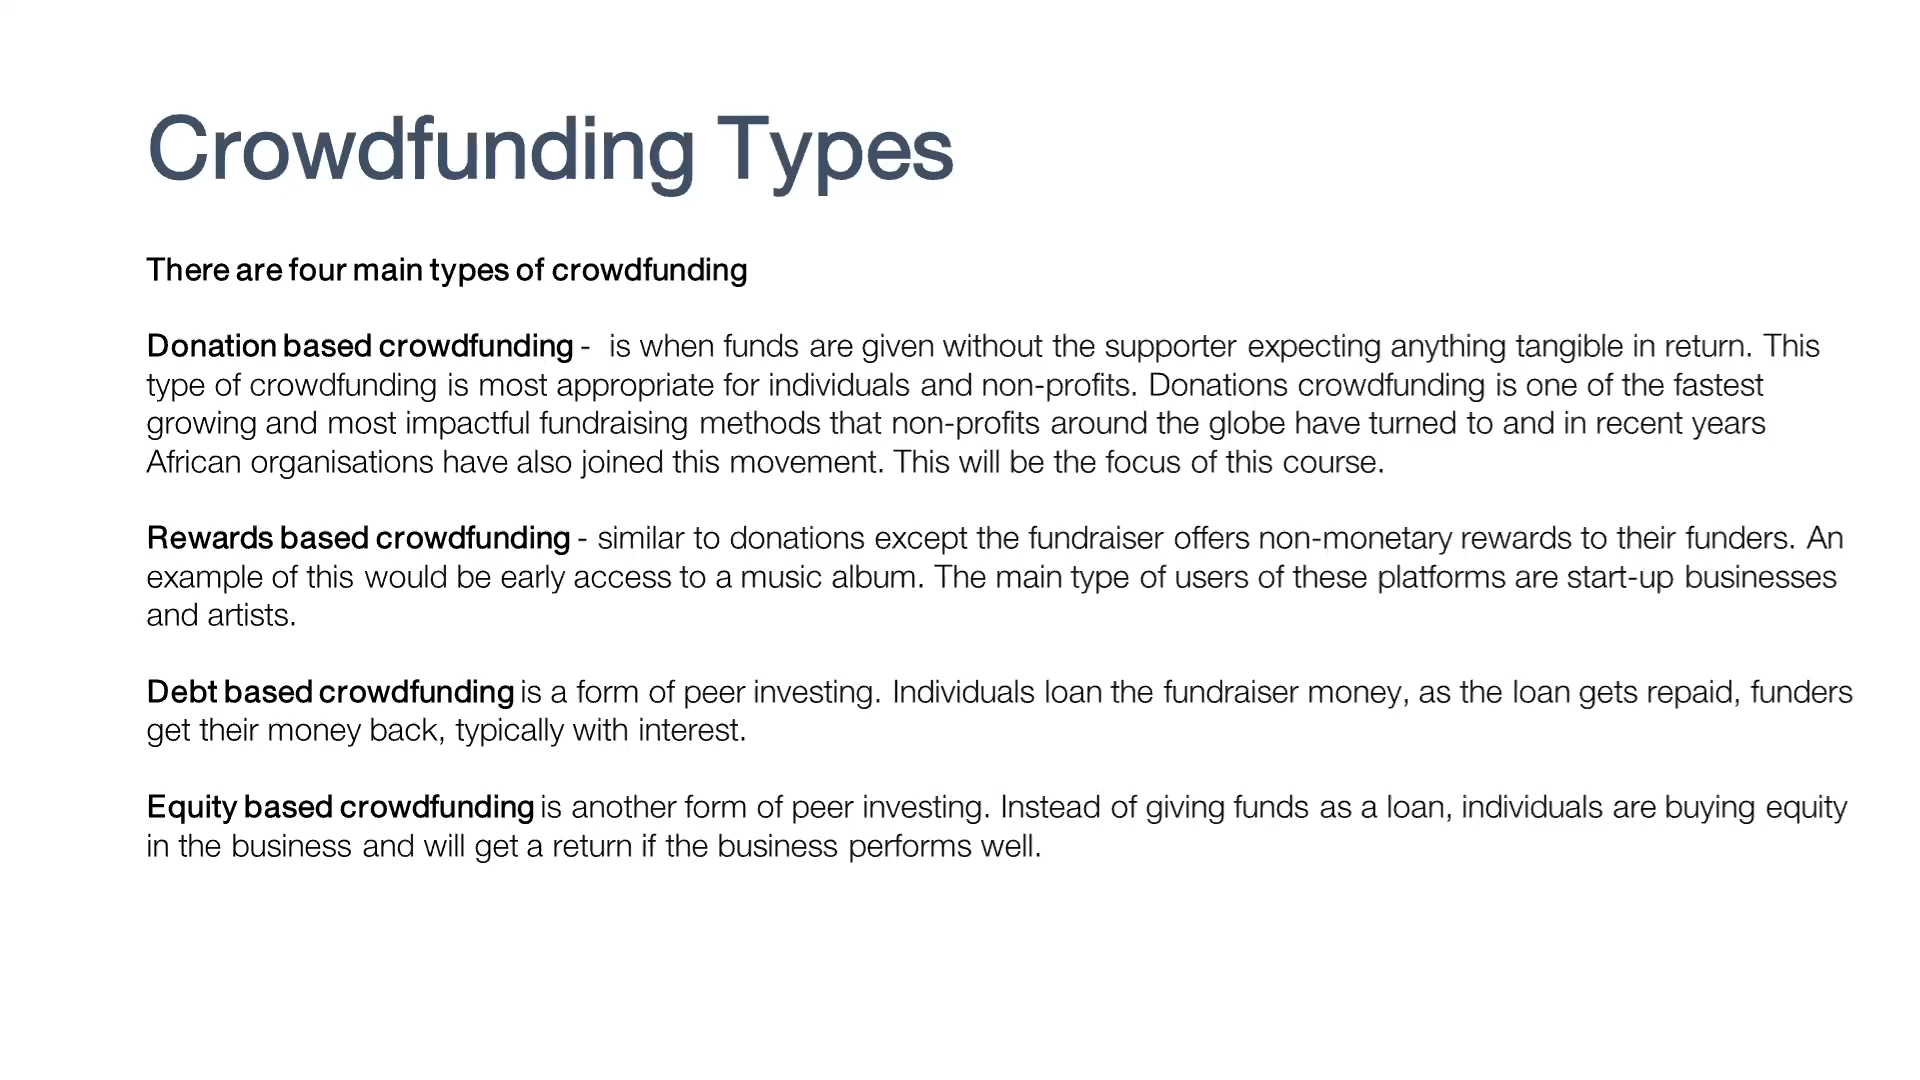 Crowdfunding Types
There are four main types of crowdfunding
Donation based crowdfunding -  is when funds are given without the supporter expecting anything tangible in return. This
type of crowdfunding is most appropriate for individuals and non-profits. Donations crowdfunding is one of the fastest
growing and most impactful fundraising methods that non-profits around the globe have turned to and in recent years
African organisations have also joined this movement. This will be the focus of this course.
Rewards based crowdfunding - similar to donations except the fundraiser offers non-monetary rewards to their funders. An
example of this would be early access to a music album. The main type of users of these platforms are start-up businesses
and artists.
Debt based crowdfunding is a form of peer investing. Individuals loan the fundraiser money, as the loan gets repaid, funders
get their money back, typically with interest.
Equity based crowdfunding is another form of peer investing. Instead of giving funds as a loan, individuals are buying equity
in the business and will get a return if the business performs well.